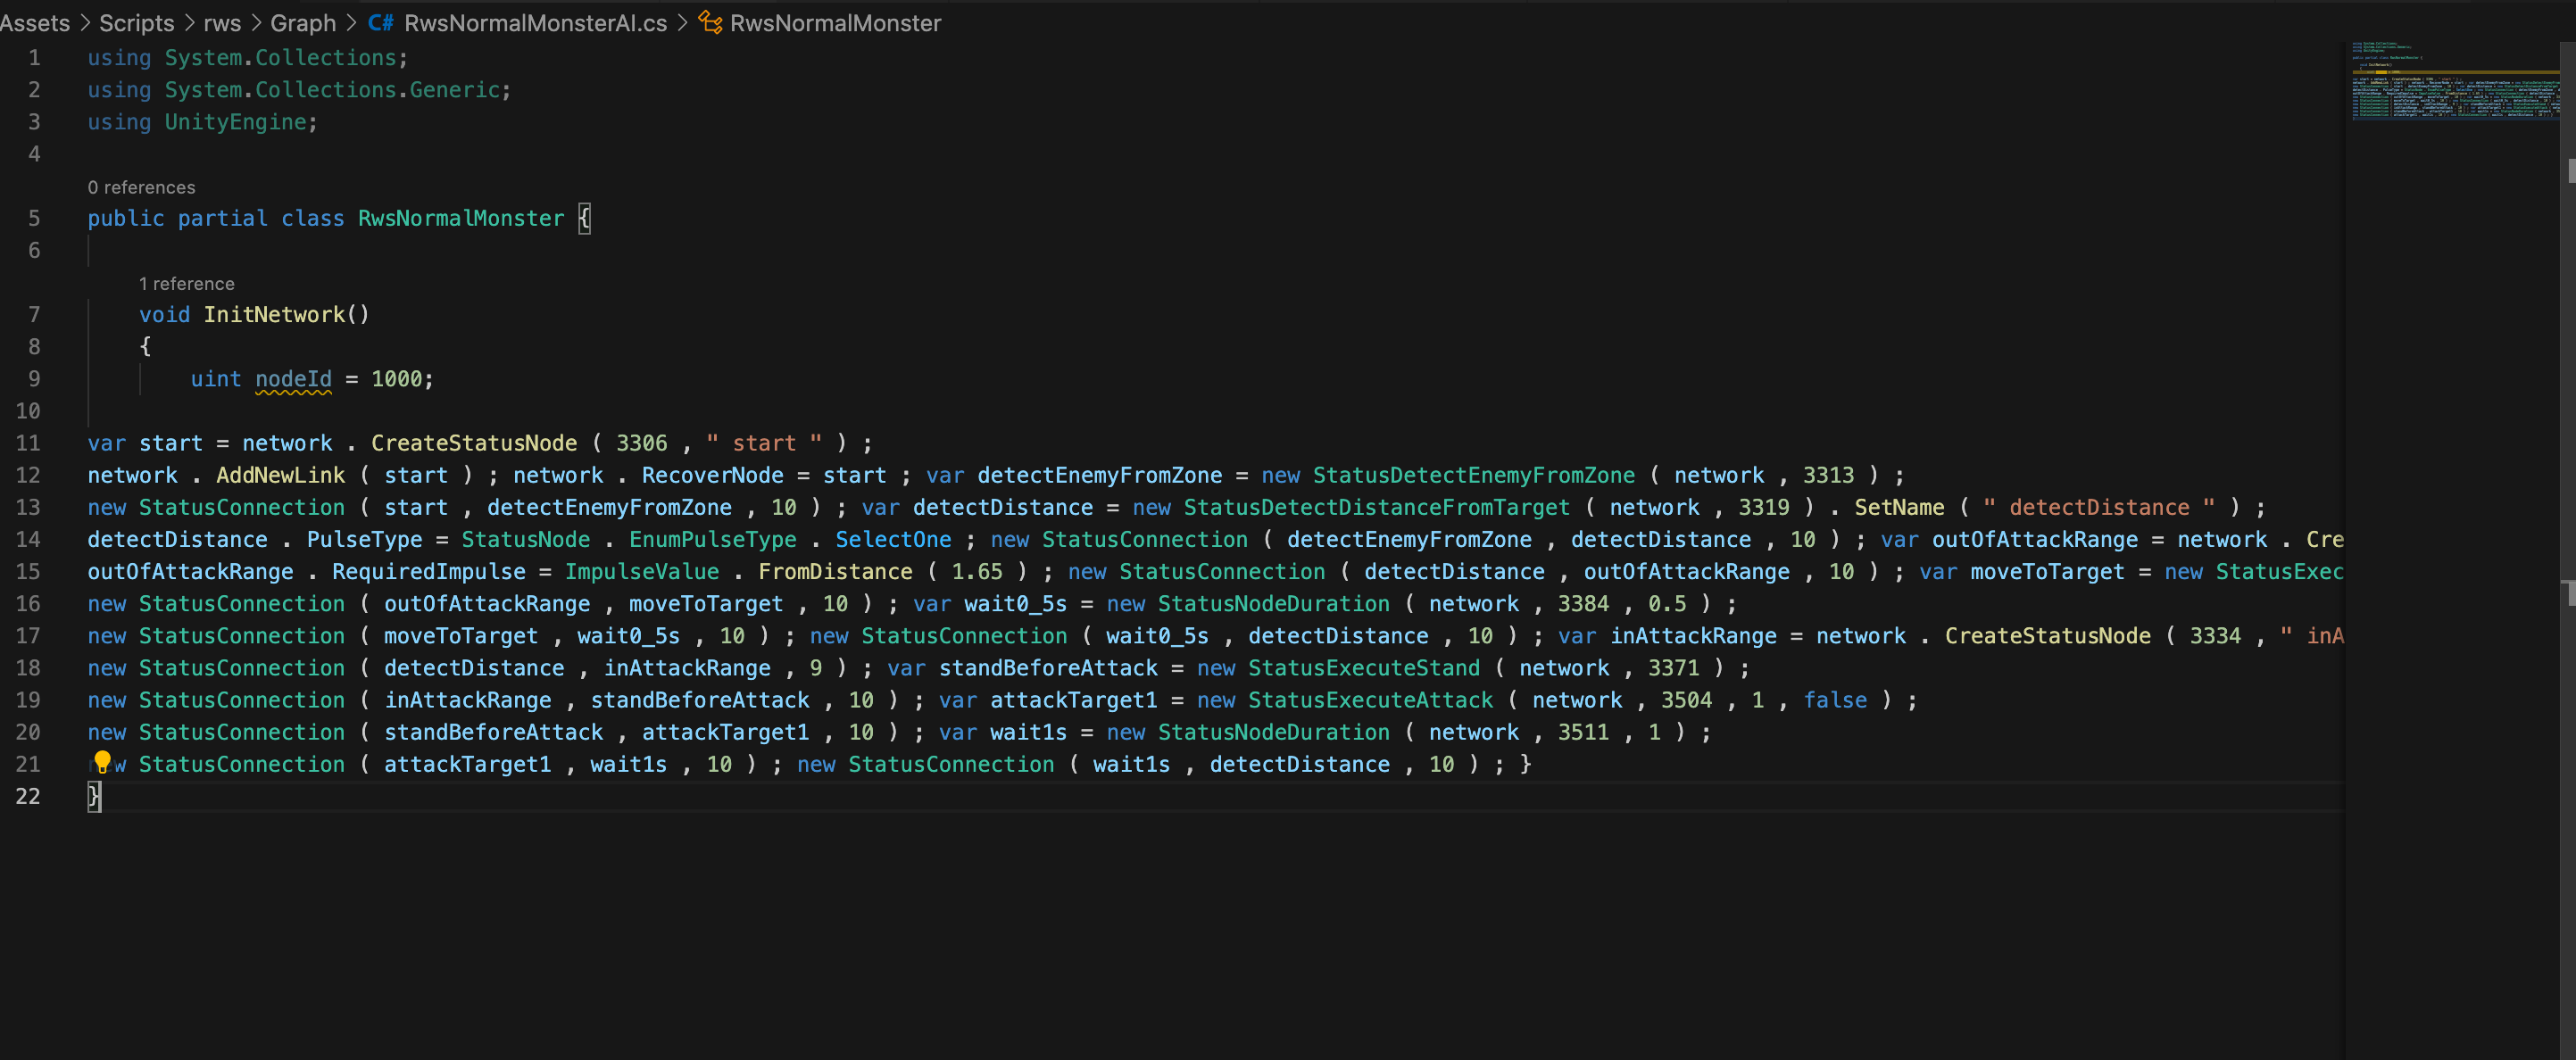 Assets > Scripts > rws > Graph > C# RwsNormalMonsterAI.cs > RwsNormalMonster
1 using System.Collections;
2 using System.Collections.Generic;
3 using UnityEngine;
4
0 references
5 public partial class RwsNormalMonster {
6
1 reference
7 void InitNetwork()
8 {
9 uint nodeId = 1000;
10
11 var start = network . CreateStatusNode ( 3306 , " start " ) ;
12 network . AddNewLink ( start ) ; network . RecoverNode = start ; var detectEnemyFromZone = new StatusDetectEnemyFromZone ( network , 3313 ) ;
13 new StatusConnection ( start , detectEnemyFromZone , 10 ) ; var detectDistance = new StatusDetectDistanceFromTarget ( network , 3319 ) . SetName ( " detectDistance " ) ;
14 detectDistance . PulseType = StatusNode . EnumPulseType . SelectOne ; new StatusConnection ( detectEnemyFromZone , detectDistance , 10 ) ; var outOfAttackRange = network . Cre
15 outOfAttackRange . RequiredImpulse = ImpulseValue . FromDistance ( 1.65 ) ; new StatusConnection ( detectDistance , outOfAttackRange , 10 ) ; var moveToTarget = new StatusExec
16 new StatusConnection ( outOfAttackRange , moveToTarget , 10 ) ; var wait0_5s = new StatusNodeDuration ( network , 3384 , 0.5 ) ;
17 new StatusConnection ( moveToTarget , wait0_5s , 10 ) ; new StatusConnection ( wait0_5s , detectDistance , 10 ) ; var inAttackRange = network . CreateStatusNode ( 3334 , " inA
18 new StatusConnection ( detectDistance , inAttackRange , 9 ) ; var standBeforeAttack = new StatusExecuteStand ( network , 3371 ) ;
19 new StatusConnection ( inAttackRange , standBeforeAttack , 10 ) ; var attackTarget1 = new StatusExecuteAttack ( network , 3504 , 1 , false ) ;
20 new StatusConnection ( standBeforeAttack , attackTarget1 , 10 ) ; var wait1s = new StatusNodeDuration ( network , 3511 , 1 ) ;
21 new StatusConnection ( attackTarget1 , wait1s , 10 ) ; new StatusConnection ( wait1s , detectDistance , 10 ) ; }
22 }